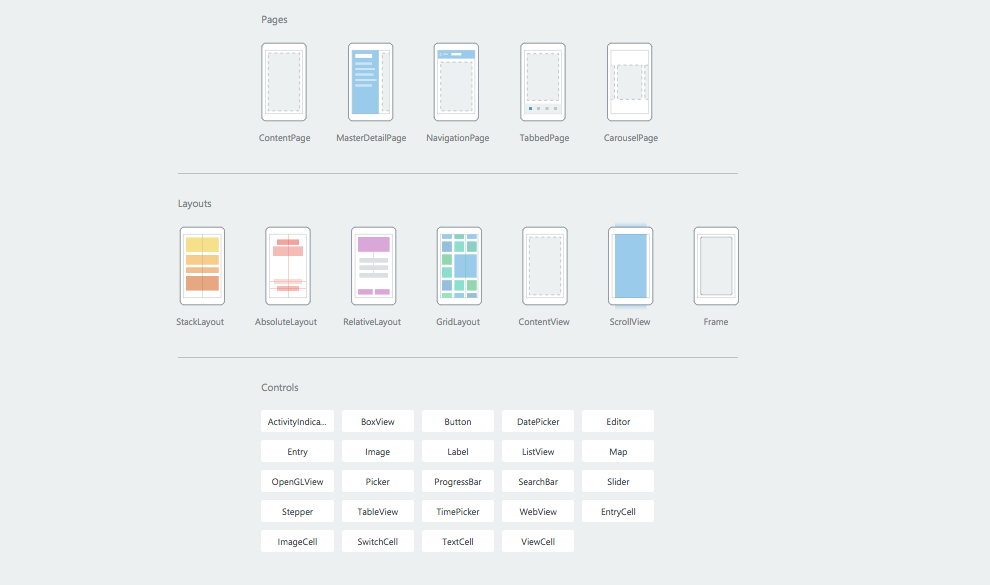 Pages
ContentPage MasterDetailPage NavigationPage TabbedPage CarouselPage
Layouts
StackLayout AbsoluteLayout RelativeLayout GridLayout ContentView ScrollView Frame
Controls
ActivityIndica... BoxView Button DatePicker Editor
Entry Image Label ListView Map
OpenGLView Picker ProgressBar SearchBar Slider
Stepper TableView TimePicker WebView EntryCell
ImageCell SwitchCell TextCell ViewCell